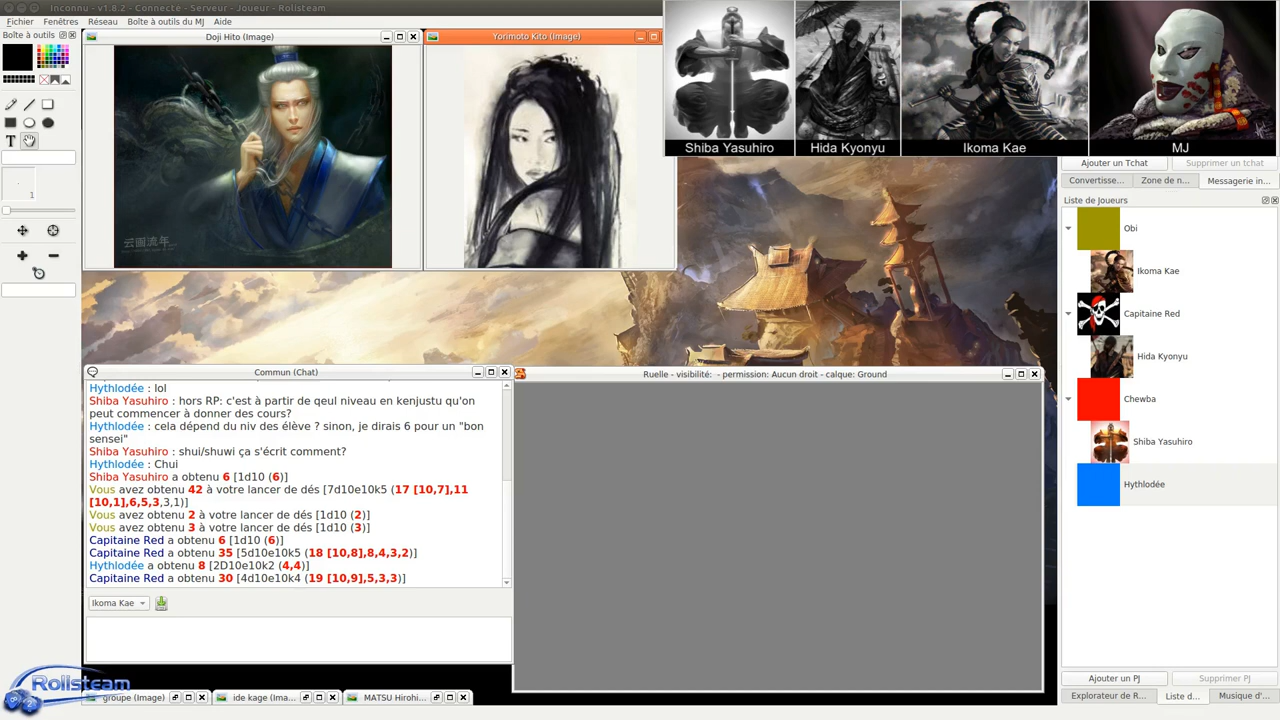 Inconnu - v1.8.2 - Connecté - Serveur - Joueur - Rolisteam
Fichier Fenêtres Réseau Boîte à outils du MJ Aide
Boîte à outils
Doji Hito (Image)
Yorimoto Kito (Image)
云画流年
Shiba Yasuhiro
Hida Kyonyu
Ikoma Kae
MJ
Ajouter un Tchat
Supprimer un tchat
Convertisse...
Zone de n...
Messagerie in...
Liste de Joueurs
T
1
Obi
Ikoma Kae
Capitaine Red
Hida Kyonyu
Chewba
Shiba Yasuhiro
Hythlodée
Commun (Chat)
Hythlodée : lol
Shiba Yasuhiro : hors RP: c'est à partir de qeul niveau en kenjustu qu'on
peut commencer à donner des cours?
Hythlodée : cela dépend du niv des élève ? sinon, je dirais 6 pour un "bon
sensei"
Shiba Yasuhiro : shui/shuwi ça s'écrit comment?
Hythlodée : Chui
Shiba Yasuhiro a obtenu 6 [1d10 (6)]
Vous avez obtenu 42 à votre lancer de dés [7d10e10k5 (17 [10,7],11
[10,1],6,5,3,3,1)]
Vous avez obtenu 2 à votre lancer de dés [1d10 (2)]
Vous avez obtenu 3 à votre lancer de dés [1d10 (3)]
Capitaine Red a obtenu 6 [1d10 (6)]
Capitaine Red a obtenu 35 [5d10e10k5 (18 [10,8],8,4,3,2)]
Hythlodée a obtenu 8 [2D10e10k2 (4,4)]
Capitaine Red a obtenu 30 [4d10e10k4 (19 [10,9],5,3,3)]
Ikoma Kae
Ruelle - visibilité: - permission: Aucun droit - calque: Ground
Ajouter un PJ
Supprimer PJ
Explorateur de R...
Liste d...
Musique d'...
Rolisteam
groupe (Image)
ide kage (Ima...
MATSU Hirohi...